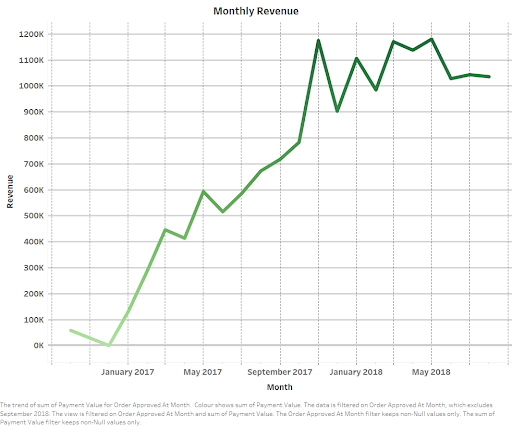 Monthly Revenue
1200K
1100K
1000K
900K
800K
700K
600K
500K
400K
300K
200K
100K
0K
Revenue
January 2017 May 2017 September 2017 January 2018 May 2018
Month
The trend of sum of Payment Value for Order Approved At Month . Colour shows sum of Payment Value. The data is filtered on Order Approved At Month, which excludes
September 2018. The view is filtered on Order Approved At Month and sum of Payment Value. The Order Approved At Month filter keeps non-Null values only. The sum of
Payment Value filter keeps non-Null values only.